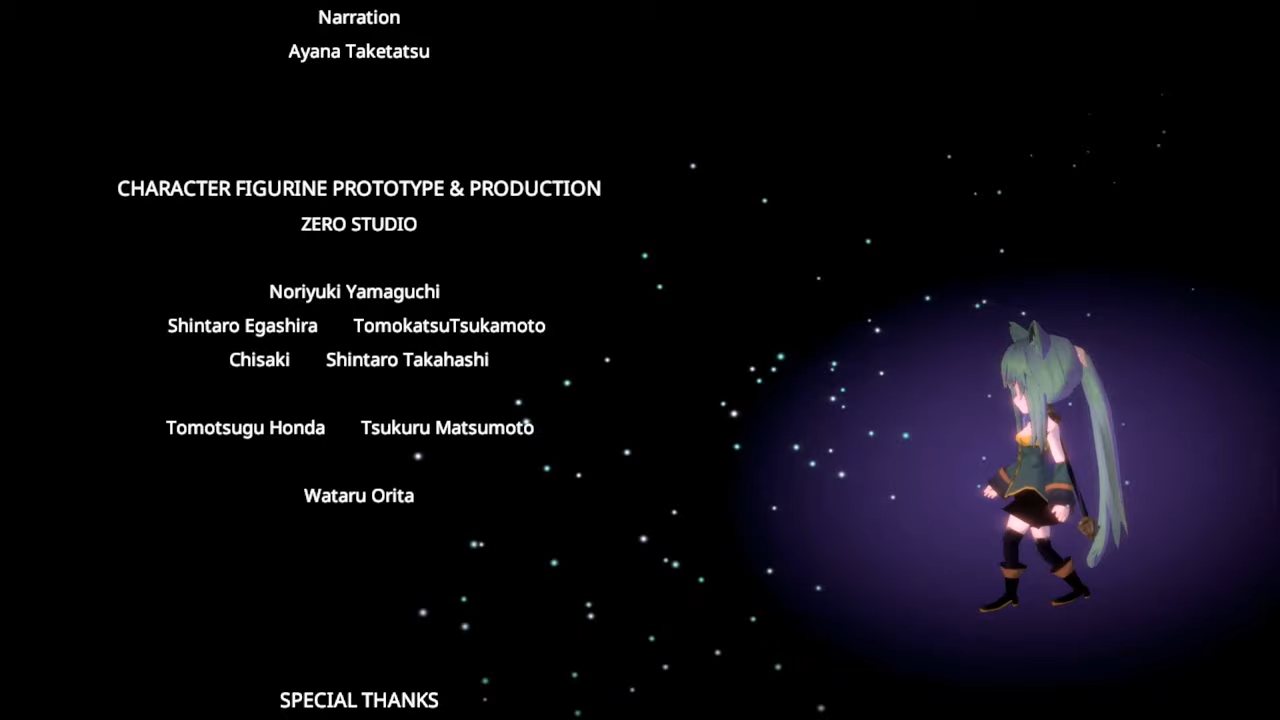 Narration
Ayana Taketatsu
CHARACTER FIGURINE PROTOTYPE & PRODUCTION
ZERO STUDIO
Noriyuki Yamaguchi
Shintaro Egashira TomokatsuTsukamoto
Chisaki Shintaro Takahashi
Tomotsugu Honda Tsukuru Matsumoto
Wataru Orita
SPECIAL THANKS